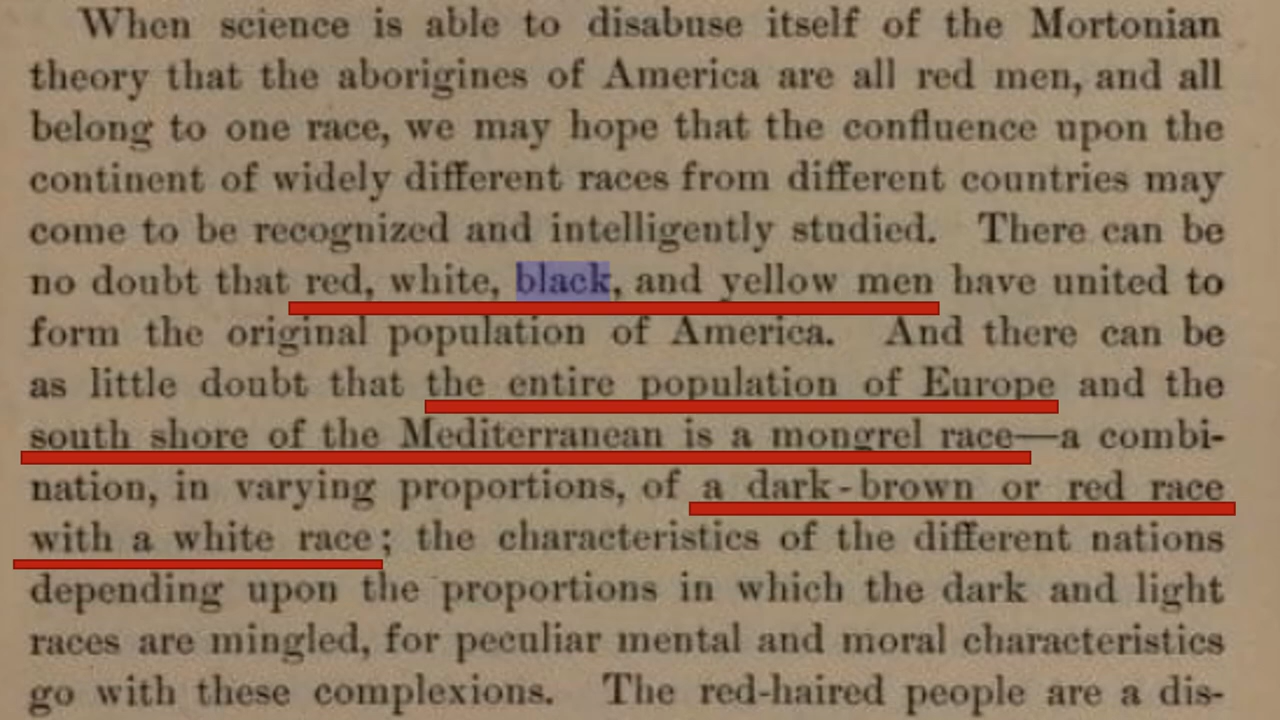 When science is able to disabuse itself of the Mortonian
theory that the aborigines of America are all red men, and all
belong to one race, we may hope that the confluence upon the
continent of widely different races from different countries may
come to be recognized and intelligently studied. There can be
no doubt that red, white, black, and yellow men have united to
form the original population of America. And there can be
as little doubt that the entire population of Europe and the
south shore of the Mediterranean is a mongrel race—a combi-
nation, in varying proportions, of a dark-brown or red race
with a white race; the characteristics of the different nations
depending upon the proportions in which the dark and light
races are mingled, for peculiar mental and moral characteristics
go with these complexions. The red-haired people are a dis-